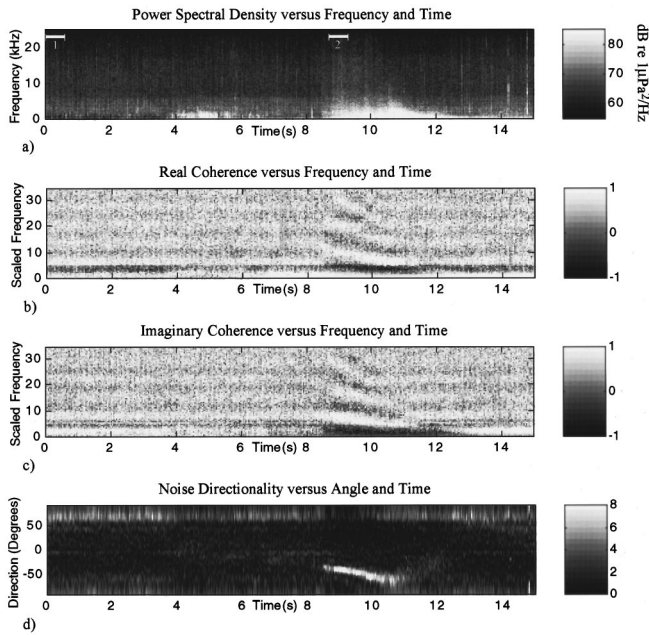 Power Spectral Density versus Frequency and Time
Frequency (kHz)
20
10
0
1
2
0 2 4 6 8 10 12 14
Time(s)
80
70
60
dB re 1μPa²/Hz
a)
Real Coherence versus Frequency and Time
Scaled Frequency
30
20
10
0
0 2 4 6 8 10 12 14
Time(s)
1
0
-1
b)
Imaginary Coherence versus Frequency and Time
Scaled Frequency
30
20
10
0
0 2 4 6 8 10 12 14
Time(s)
1
0
-1
c)
Noise Directionality versus Angle and Time
Direction (Degrees)
50
0
-50
0 2 4 6 8 10 12 14
Time(s)
8
6
4
2
0
d)